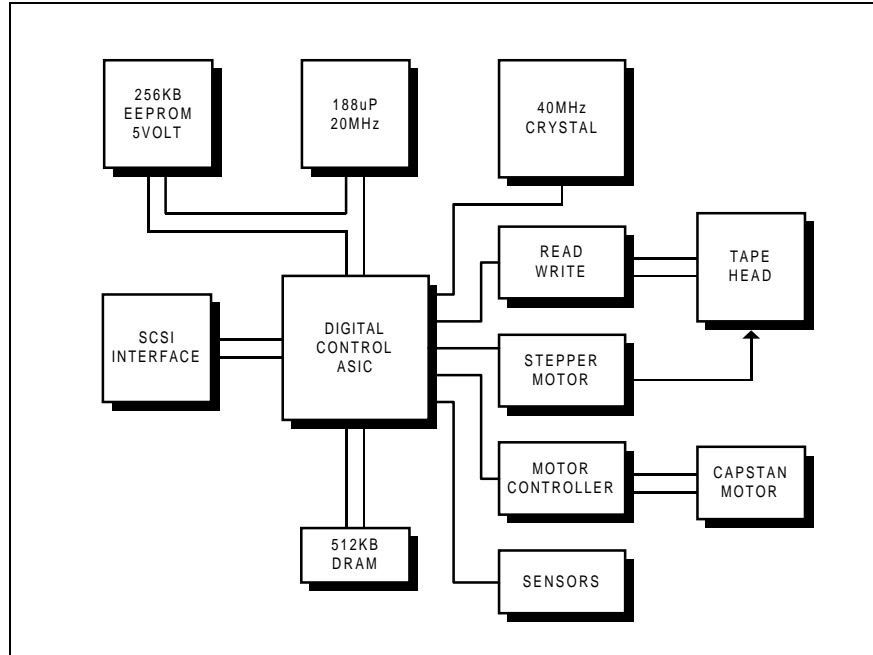 256KB
EEPROM
5VOLT
188uP
20MHz
40MHz
CRYSTAL
READ
WRITE
TAPE
HEAD
DIGITAL
CONTROL
ASIC
SCSI
INTERFACE
STEPPER
MOTOR
MOTOR
CONTROLLER
CAPSTAN
MOTOR
512KB
DRAM
SENSORS